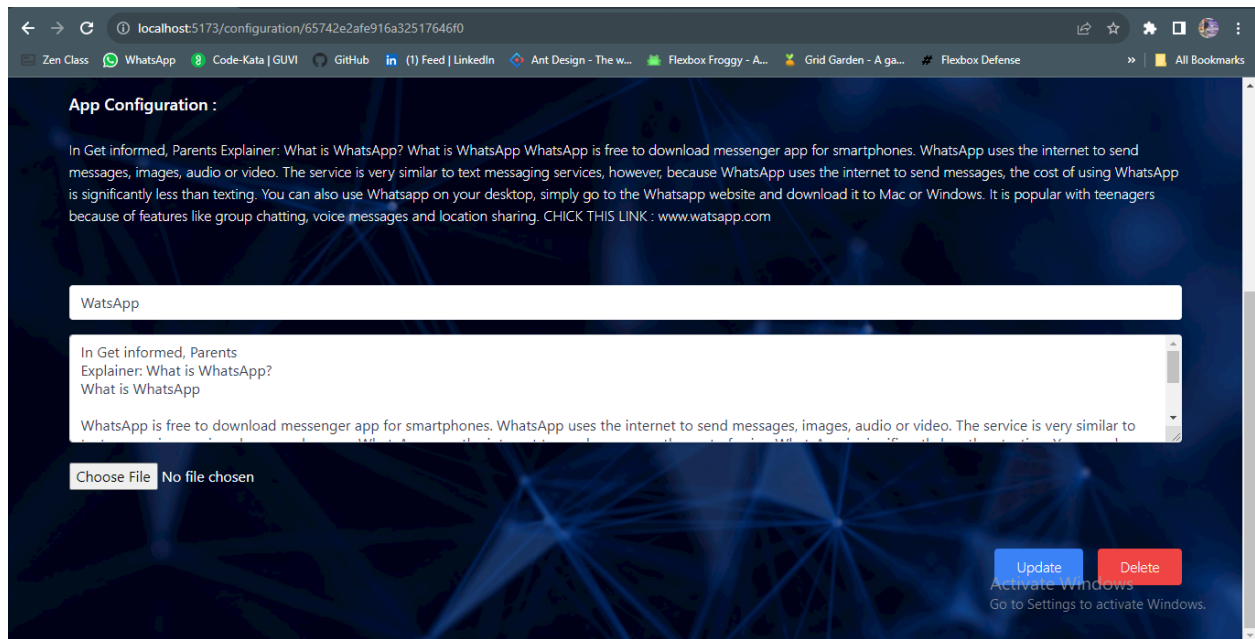 localhost:5173/configuration/65742e2afe916a32517646f0
Zen Class WhatsApp Code-Kata | GUVI GitHub in (1) Feed | LinkedIn Ant Design - The w... Flexbox Froggy - A... Grid Garden - A ga... # Flexbox Defense » All Bookmarks
App Configuration :
In Get informed, Parents Explainer: What is WhatsApp? What is WhatsApp WhatsApp is free to download messenger app for smartphones. WhatsApp uses the internet to send
messages, images, audio or video. The service is very similar to text messaging services, however, because WhatsApp uses the internet to send messages, the cost of using WhatsApp
is significantly less than texting. You can also use Whatsapp on your desktop, simply go to the Whatsapp website and download it to Mac or Windows. It is popular with teenagers
because of features like group chatting, voice messages and location sharing. CHICK THIS LINK : www.watsapp.com
WatsApp
In Get informed, Parents
Explainer: What is WhatsApp?
What is WhatsApp
WhatsApp is free to download messenger app for smartphones. WhatsApp uses the internet to send messages, images, audio or video. The service is very similar to
Choose File No file chosen
Update Delete
Activate Windows
Go to Settings to activate Windows.